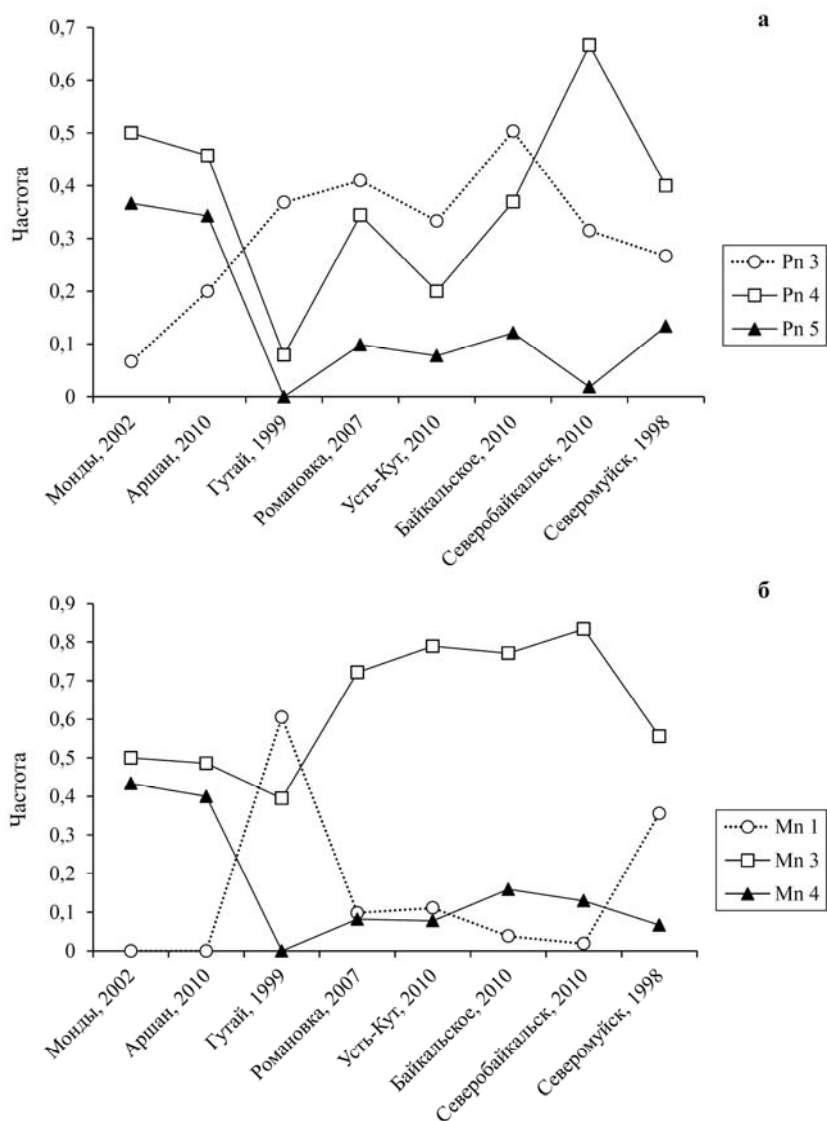 а
0,7
0,6
0,5
0,4
0,3
0,2
0,1
0
Частота
Pn 3
Pn 4
Pn 5
Монды, 2002
Аршан, 2010
Гутай, 1999
Романовка, 2007
Усть-Кут, 2010
Байкальское, 2010
Северобайкальск, 2010
Северомуйск, 1998
б
0,9
0,8
0,7
0,6
0,5
0,4
0,3
0,2
0,1
0
Частота
Mn 1
Mn 3
Mn 4
Монды, 2002
Аршан, 2010
Гутай, 1999
Романовка, 2007
Усть-Кут, 2010
Байкальское, 2010
Северобайкальск, 2010
Северомуйск, 1998